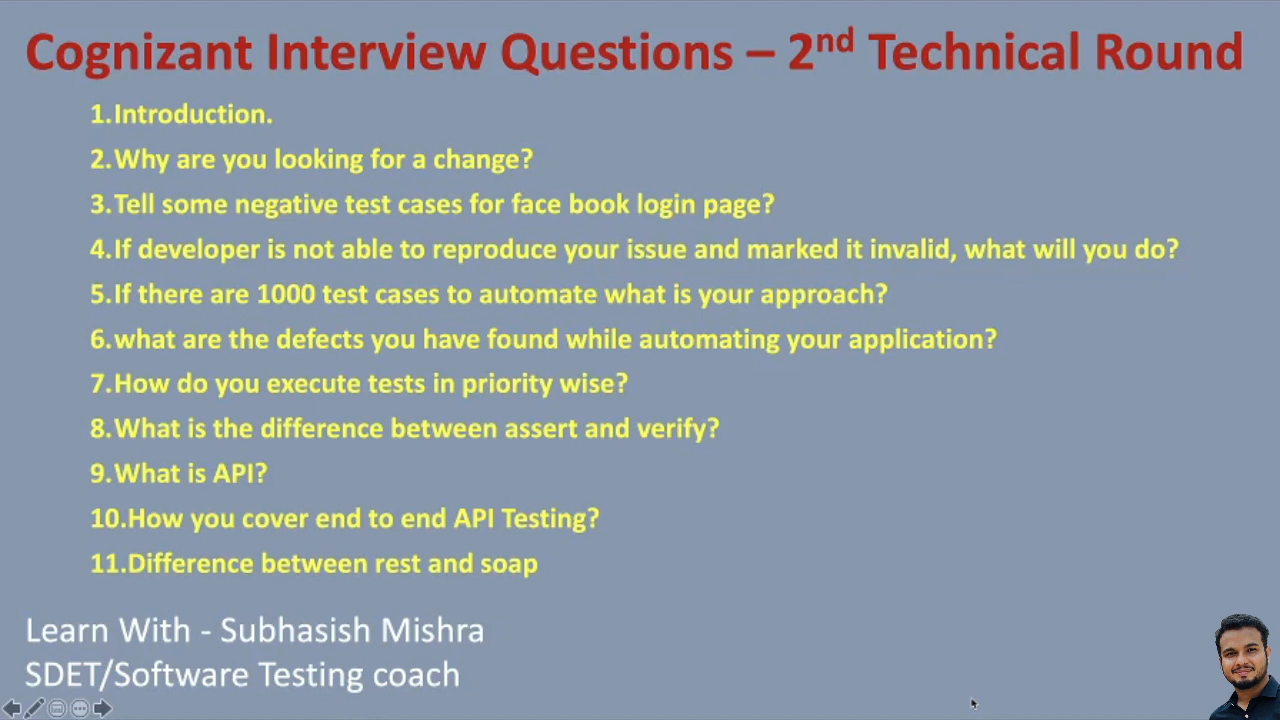 Cognizant Interview Questions – 2nd Technical Round
1.Introduction.
2.Why are you looking for a change?
3.Tell some negative test cases for face book login page?
4.If developer is not able to reproduce your issue and marked it invalid, what will you do?
5.If there are 1000 test cases to automate what is your approach?
6.what are the defects you have found while automating your application?
7.How do you execute tests in priority wise?
8.What is the difference between assert and verify?
9.What is API?
10.How you cover end to end API Testing?
11.Difference between rest and soap
Learn With - Subhasish Mishra
SDET/Software Testing coach